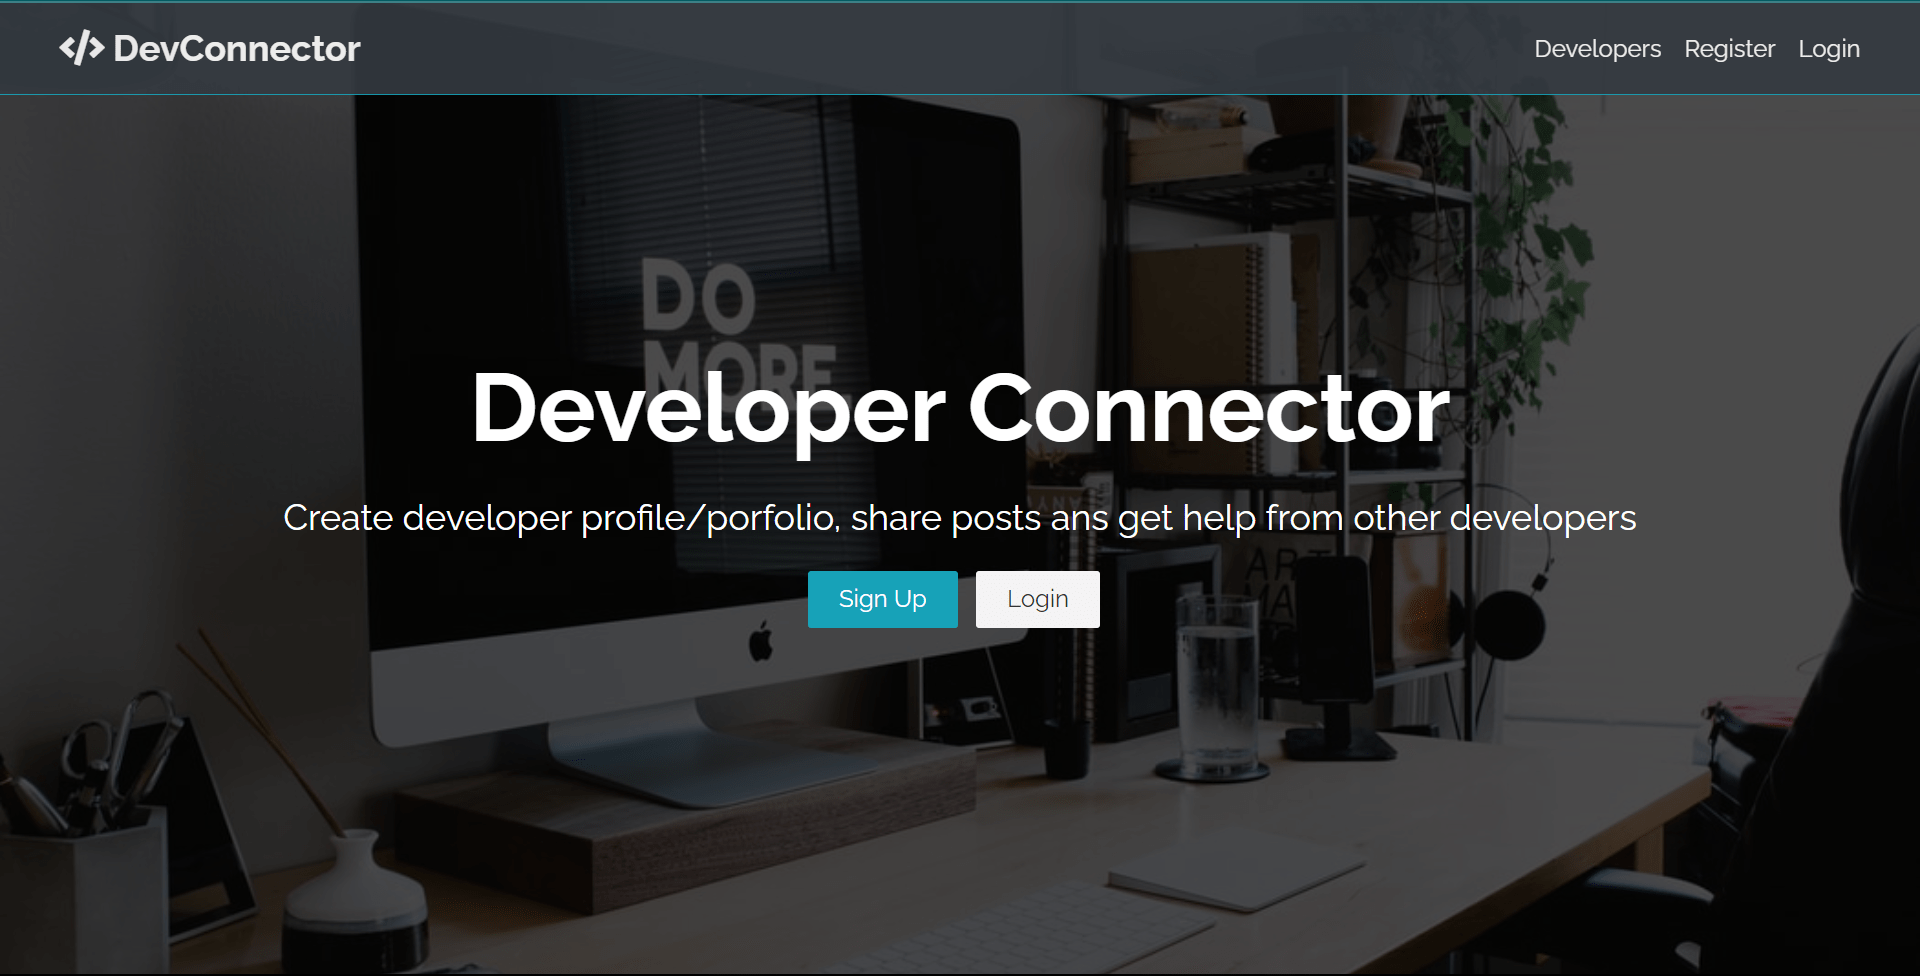 DevConnector
Developers Register Login
DO
MORE
Developer Connector
Create developer profile/porfolio, share posts ans get help from other developers
Sign Up Login